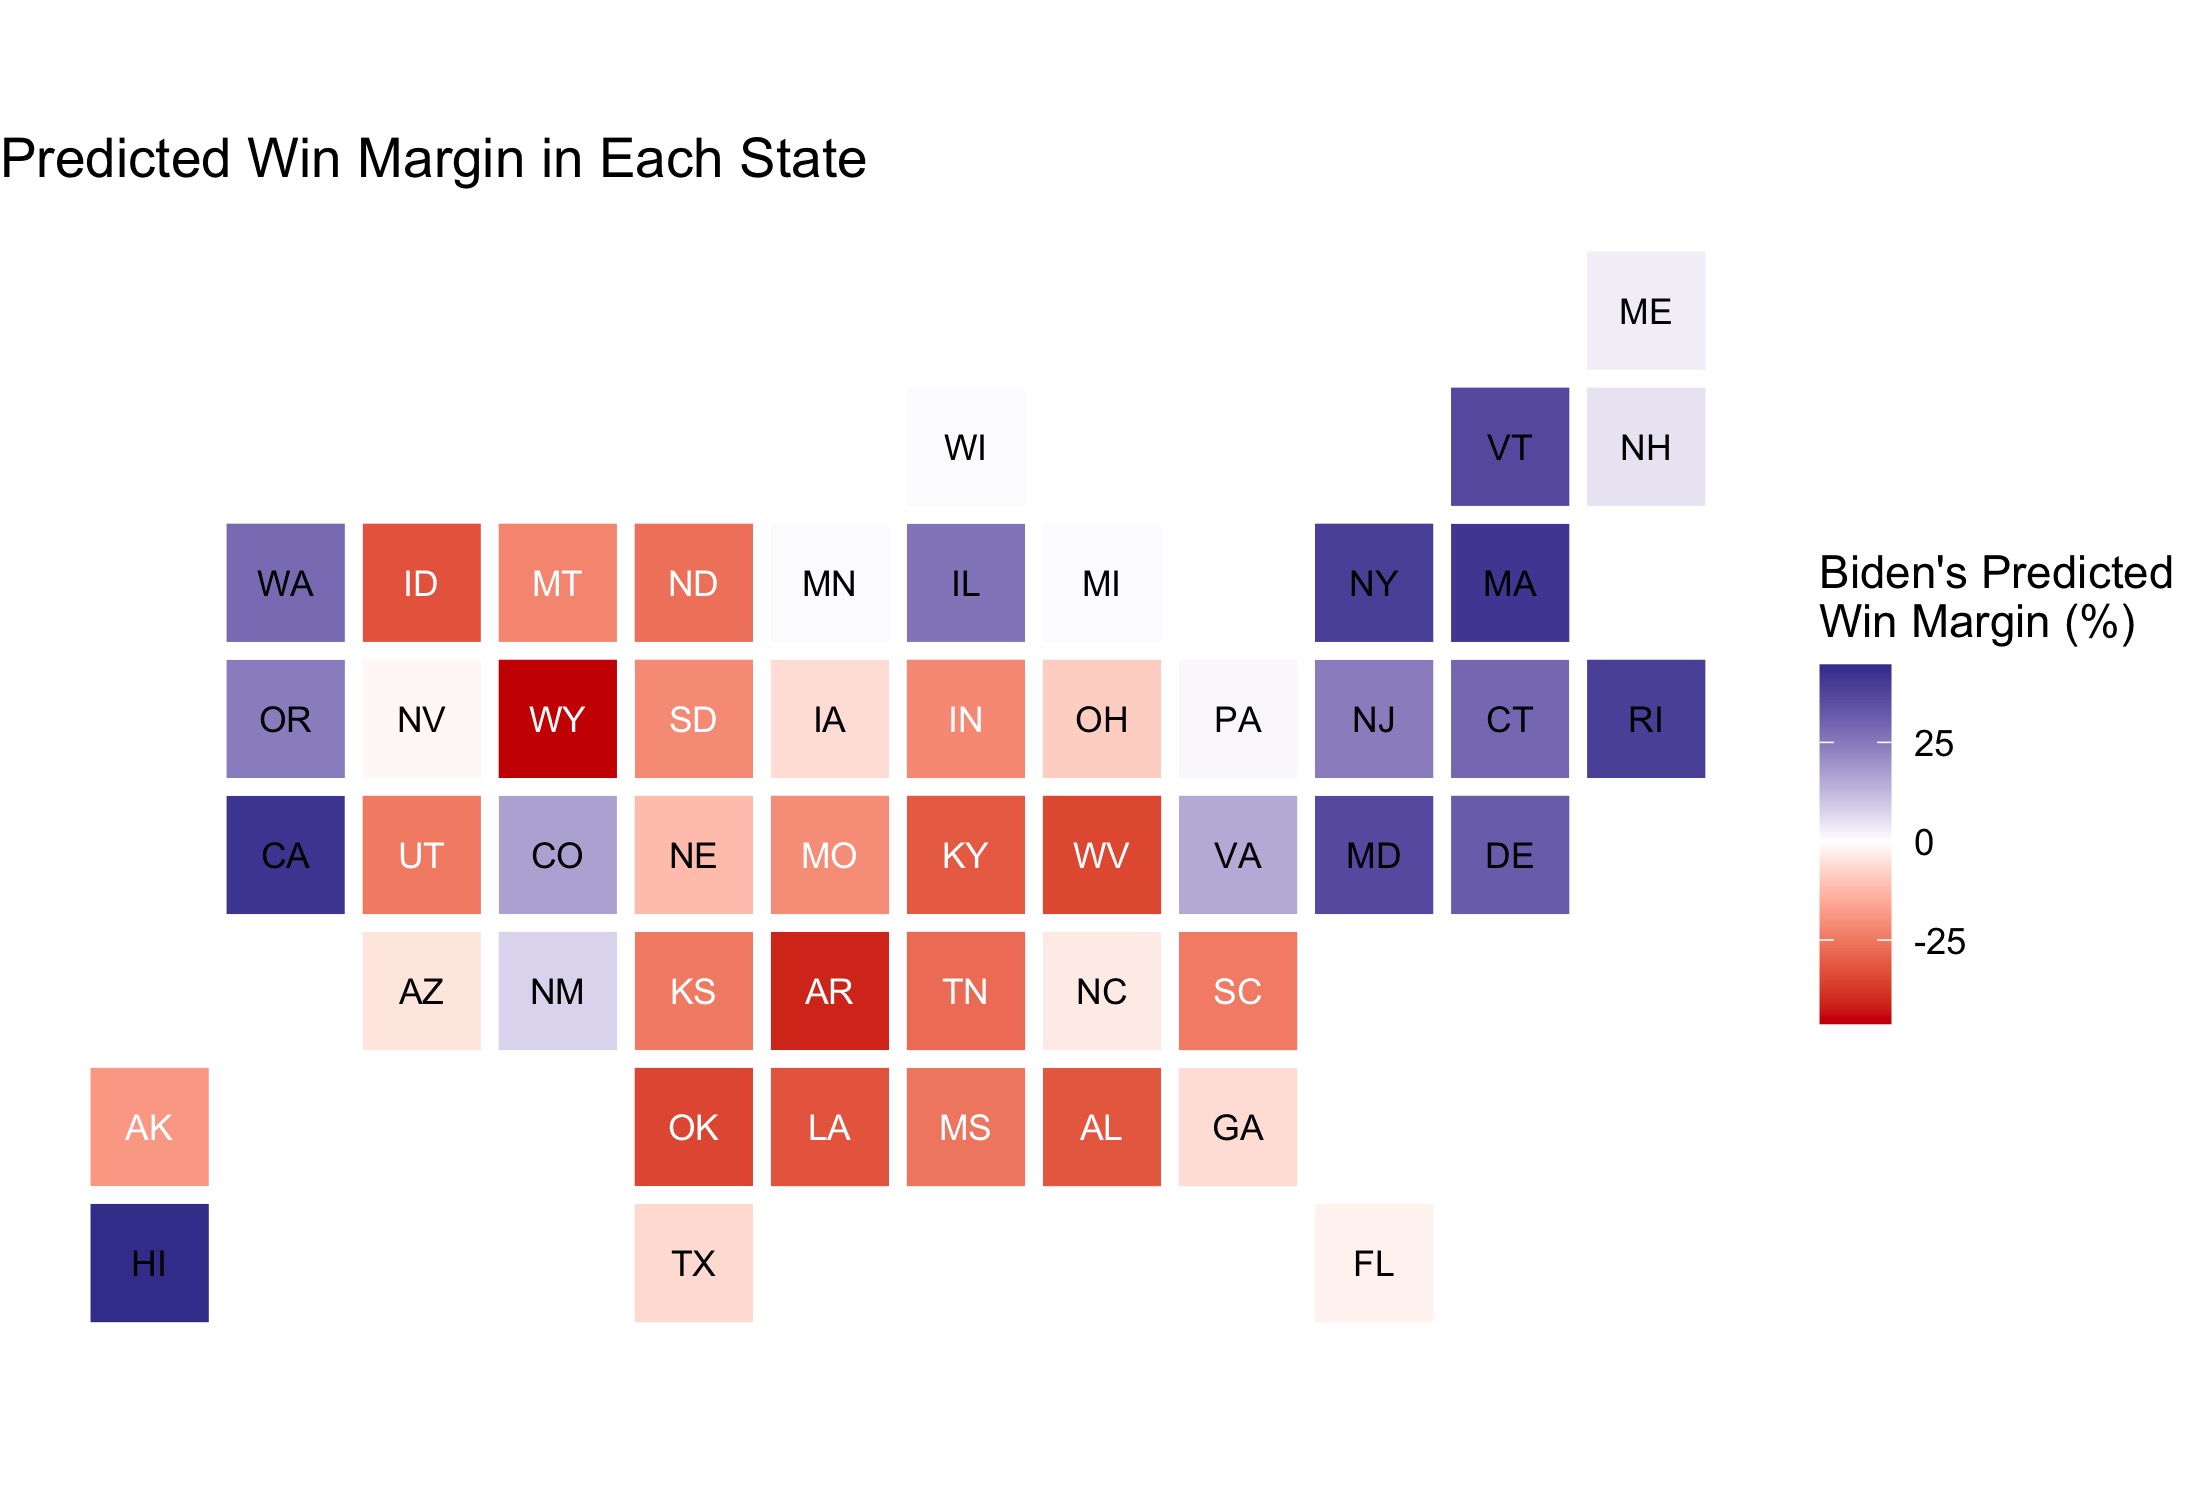 Predicted Win Margin in Each State
ME
WI VT NH
WA ID MT ND MN IL MI NY MA
OR NV WY SD IA IN OH PA NJ CT RI
CA UT CO NE MO KY WV VA MD DE
AZ NM KS AR TN NC SC
AK OK LA MS AL GA
HI TX FL
Biden's Predicted
Win Margin (%)
25
0
-25